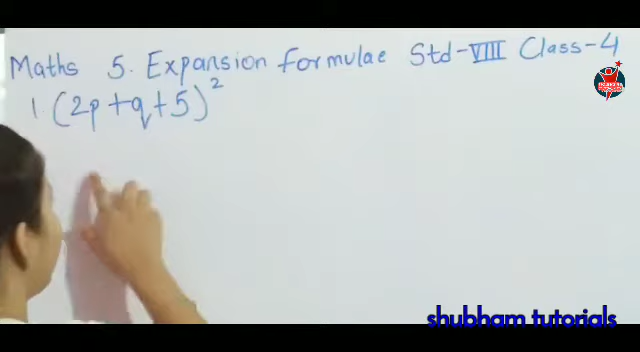 Maths 5. Expansion formulae Std-VIII Class-4
1. (2p+q+5)²
shubham tutorials